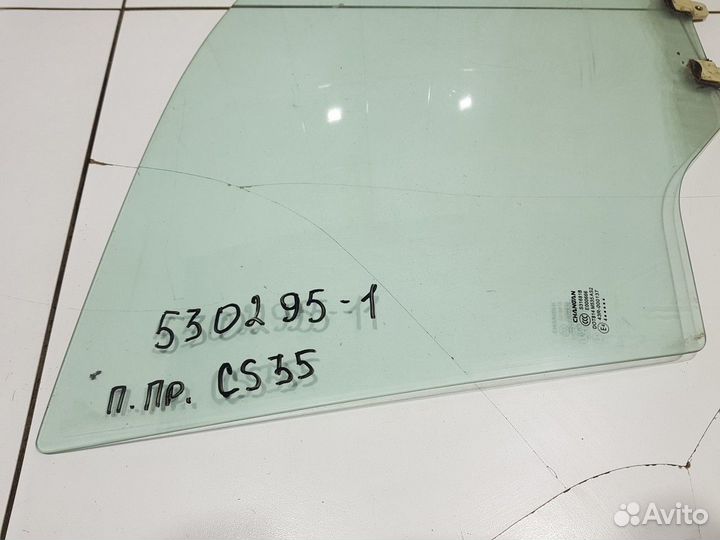 530295-1
П. ПР. CS35
CHANGAN
Avito